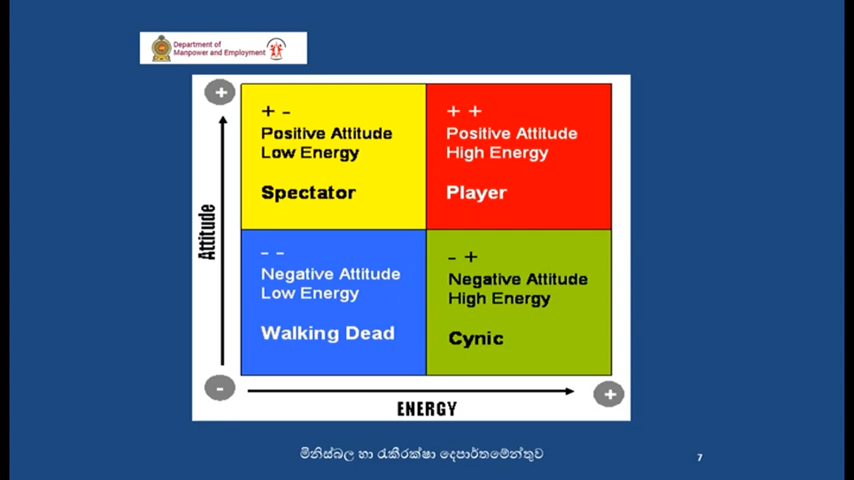 Department of
Manpower and Employment
+
+ -
Positive Attitude
Low Energy
Spectator
+ +
Positive Attitude
High Energy
Player
Attitude
- -
Negative Attitude
Low Energy
Walking Dead
- +
Negative Attitude
High Energy
Cynic
-
+
ENERGY
මිනිස්බල හා රැකීරක්ෂා දෙපාර්තමේන්තුව
7